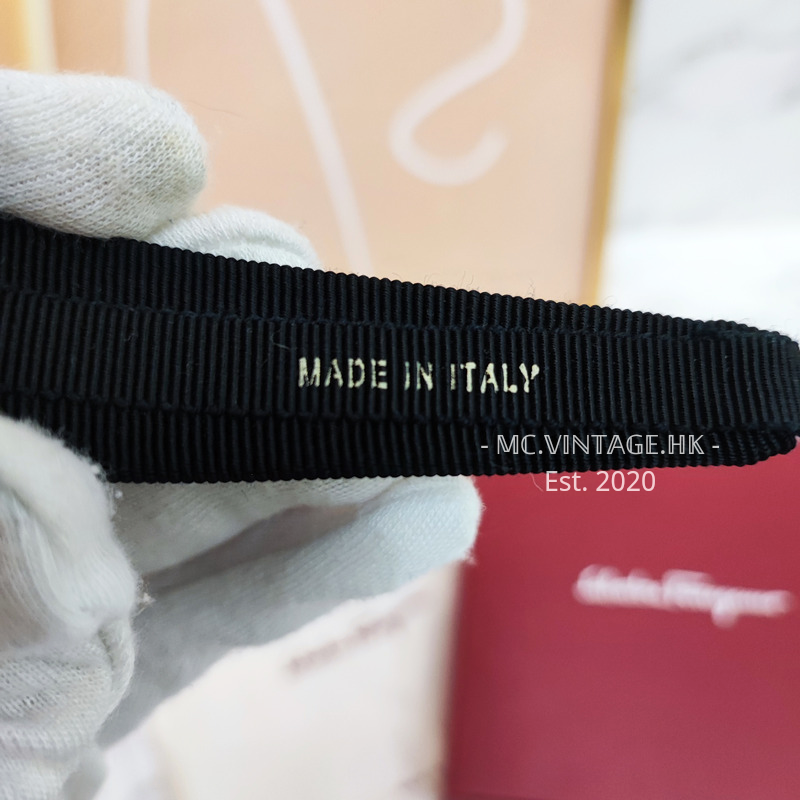 MADE IN ITALY
- MC.VINTAGE.HK -
Est. 2020